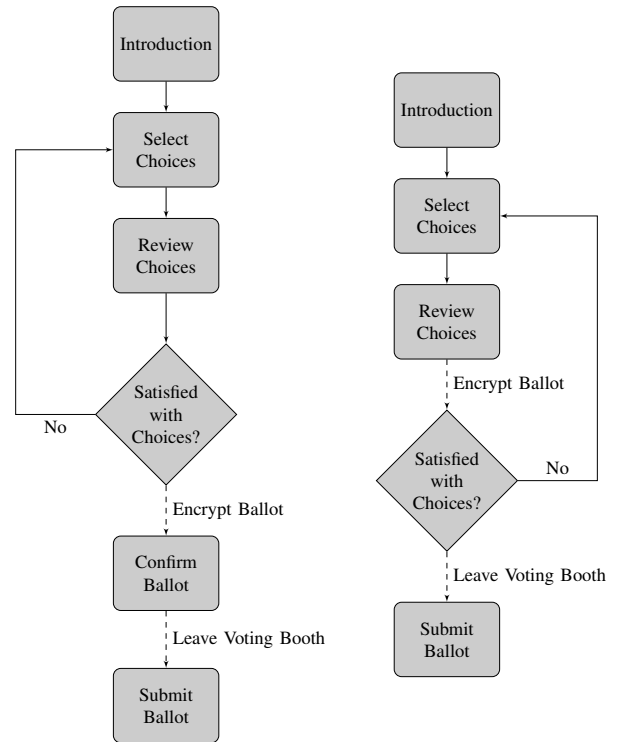 Introduction
Select
Choices
Review
Choices
Satisfied
with
Choices?
No
Encrypt Ballot
Confirm
Ballot
Leave Voting Booth
Submit
Ballot
Introduction
Select
Choices
Review
Choices
Encrypt Ballot
Satisfied
with
Choices?
No
Leave Voting Booth
Submit
Ballot